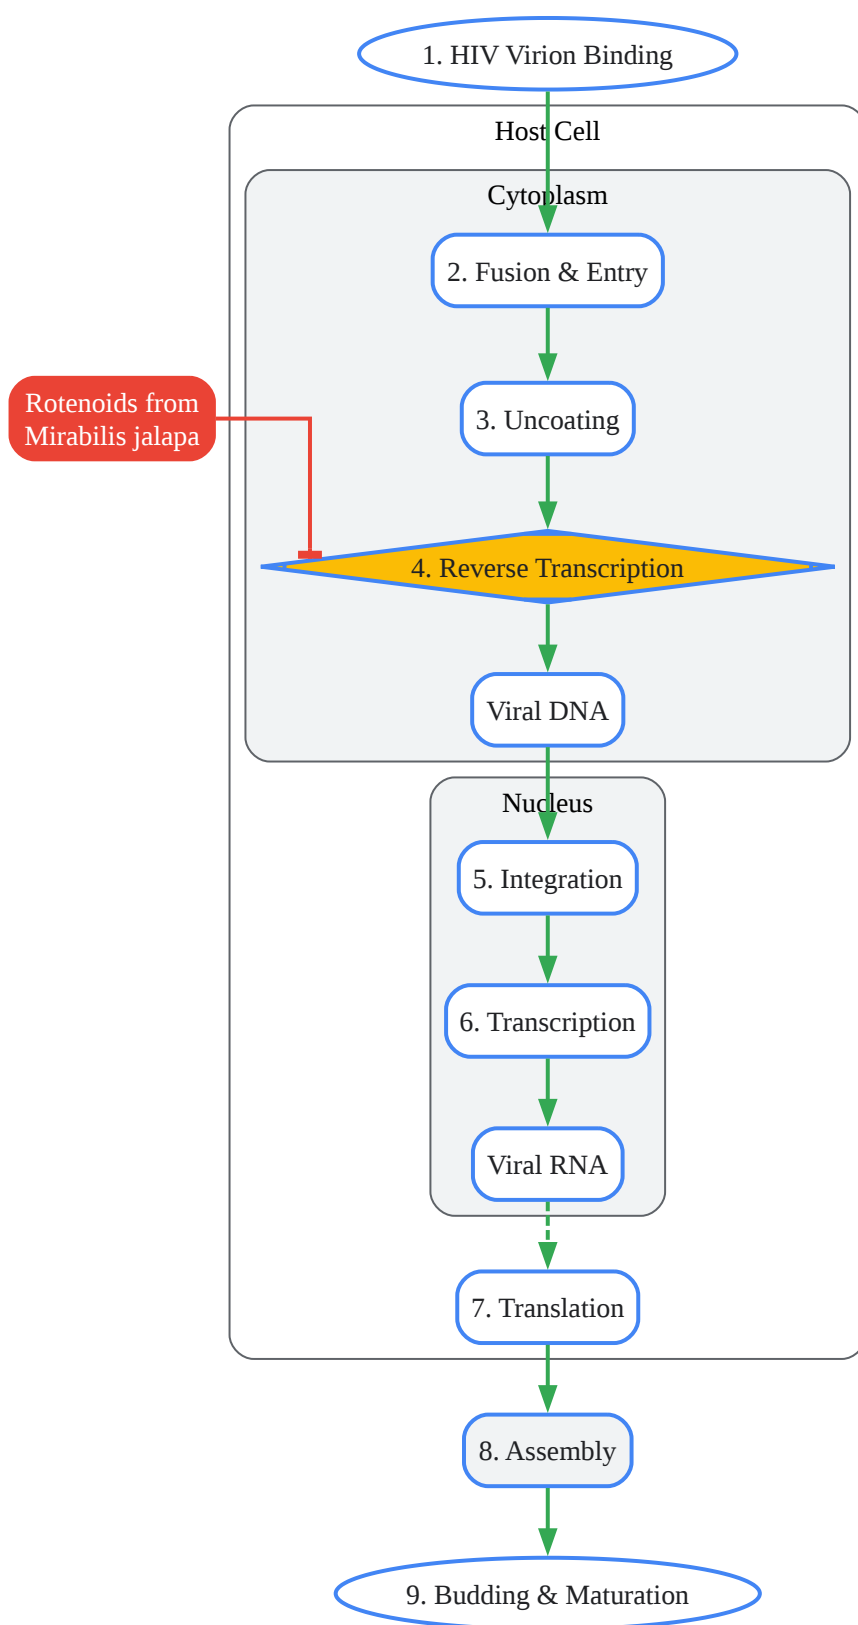 1. HIV Virion Binding
Host Cell
Cytoplasm
2. Fusion & Entry
Rotenoids from
Mirabilis jalapa
3. Uncoating
4. Reverse Transcription
Viral DNA
Nucleus
5. Integration
6. Transcription
Viral RNA
7. Translation
8. Assembly
9. Budding & Maturation